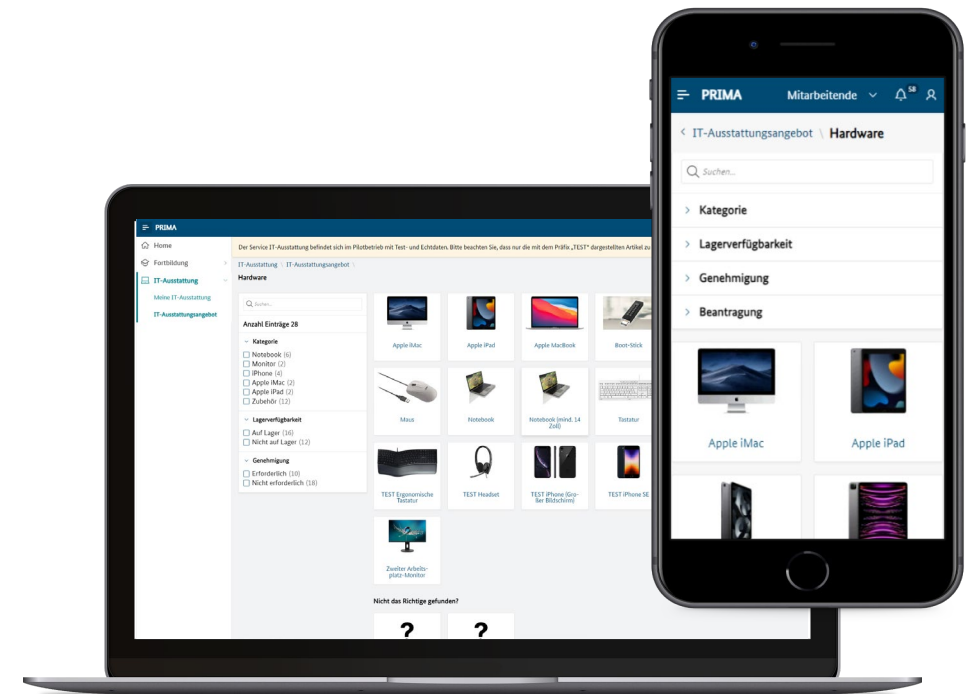 PRIMA
Home
Fortbildung
IT-Ausstattung
Meine IT-Ausstattung
IT-Ausstattungsangebot
Der Service IT-Ausstattung befindet sich im Pilotbetrieb mit Test- und Echtdaten. Bitte beachten Sie, dass nur die mit dem Präfix „TEST" dargestellten Artikel zu
IT-Ausstattung \ IT-Ausstattungsangebot \
Hardware
Suchen...
Anzahl Einträge 28
Kategorie
Notebook (6)
Monitor (2)
iPhone (4)
Apple iMac (2)
Apple iPad (2)
Zubehör (12)
Lagerverfügbarkeit
Auf Lager (16)
Nicht auf Lager (12)
Genehmigung
Erforderlich (10)
Nicht erforderlich (18)
Apple iMac
Apple iPad
Apple MacBook
Boot-Stick
Maus
Notebook
Notebook (mind. 14
Zoll)
Tastatur
TEST Ergonomische
Tastatur
TEST Headset
TEST iPhone (Gro-
ßer Bildschirm)
TEST iPhone SE
Zweiter Arbeits-
platz-Monitor
Nicht das Richtige gefunden?
?
?
PRIMA
Mitarbeitende
58
IT-Ausstattungsangebot \ Hardware
Suchen...
Kategorie
Lagerverfügbarkeit
Genehmigung
Beantragung
Apple iMac
Apple iPad